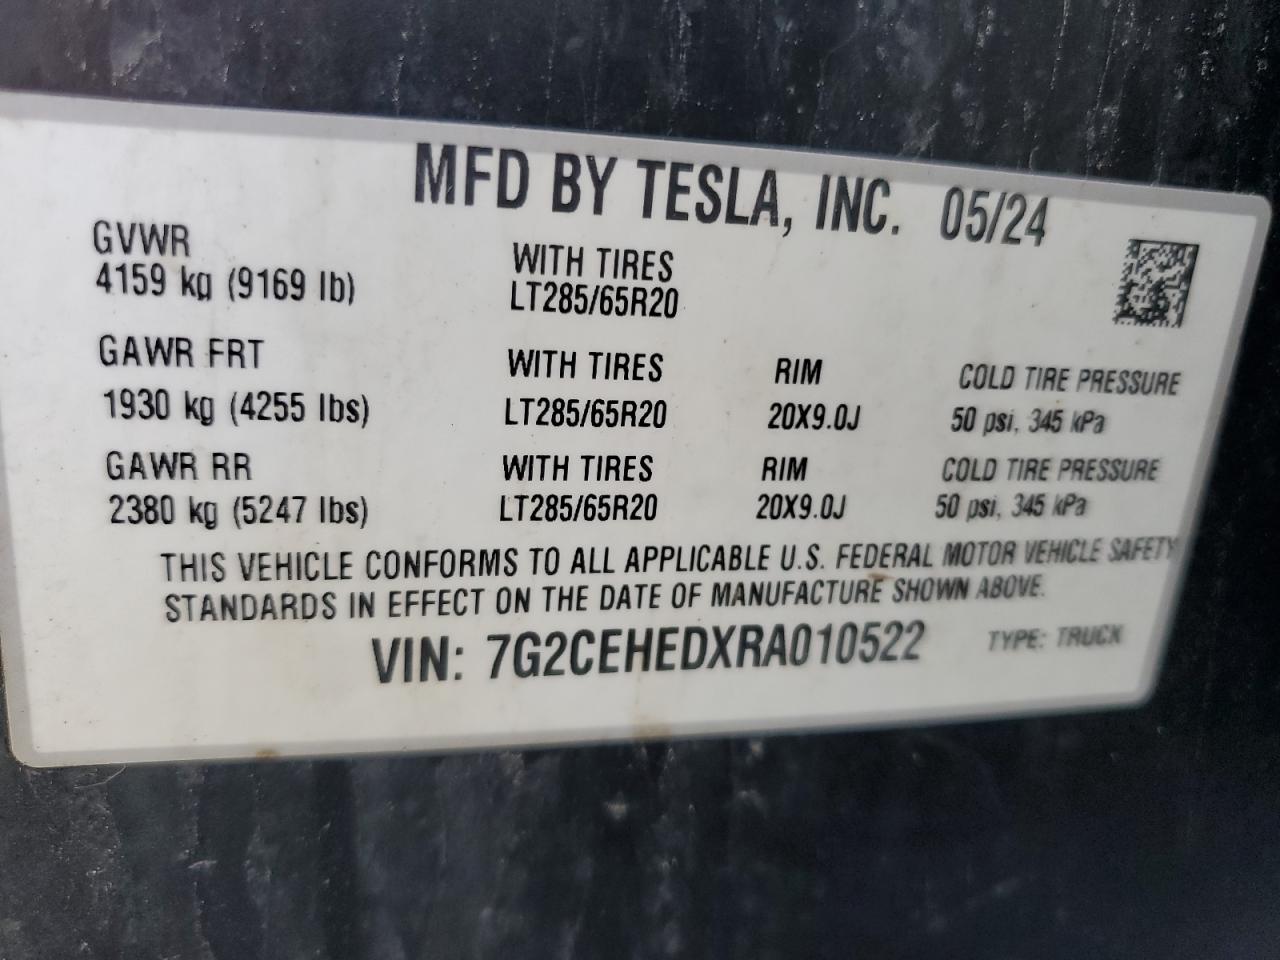 MFD BY TESLA, INC. 05/24
GVWR
4159 kg (9169 lb)
WITH TIRES
LT285/65R20
GAWR FRT WITH TIRES RIM COLD TIRE PRESSURE
1930 kg (4255 lbs) LT285/65R20 20X9.0J 50 psi, 345 kPa
GAWR RR WITH TIRES RIM COLD TIRE PRESSURE
2380 kg (5247 lbs) LT285/65R20 20X9.0J 50 psi, 345 kPa
THIS VEHICLE CONFORMS TO ALL APPLICABLE U.S. FEDERAL MOTOR VEHICLE SAFETY
STANDARDS IN EFFECT ON THE DATE OF MANUFACTURE SHOWN ABOVE.
VIN: 7G2CEHEDXRA010522 TYPE: TRUCK